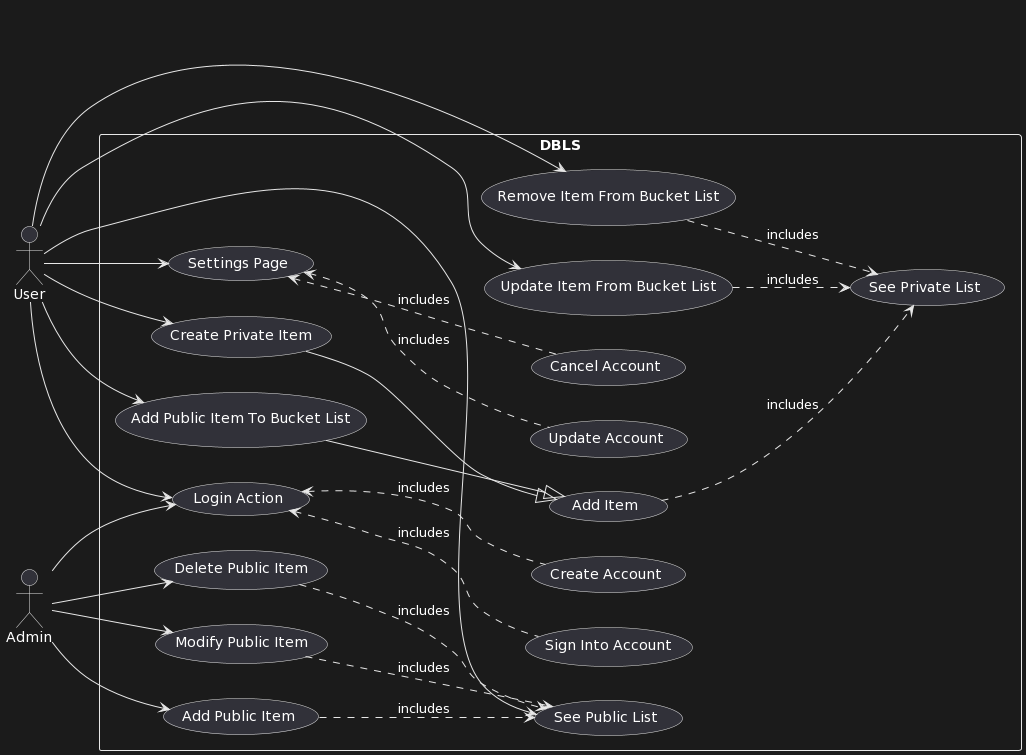 DBLS
Remove Item From Bucket List
includes
User
Settings Page
Update Item From Bucket List
includes
See Private List
includes
Create Private Item
includes
Cancel Account
Add Public Item To Bucket List
includes
Update Account
Login Action
includes
Add Item
includes
Delete Public Item
Create Account
includes
Admin
Modify Public Item
Sign Into Account
includes
Add Public Item
includes
See Public List